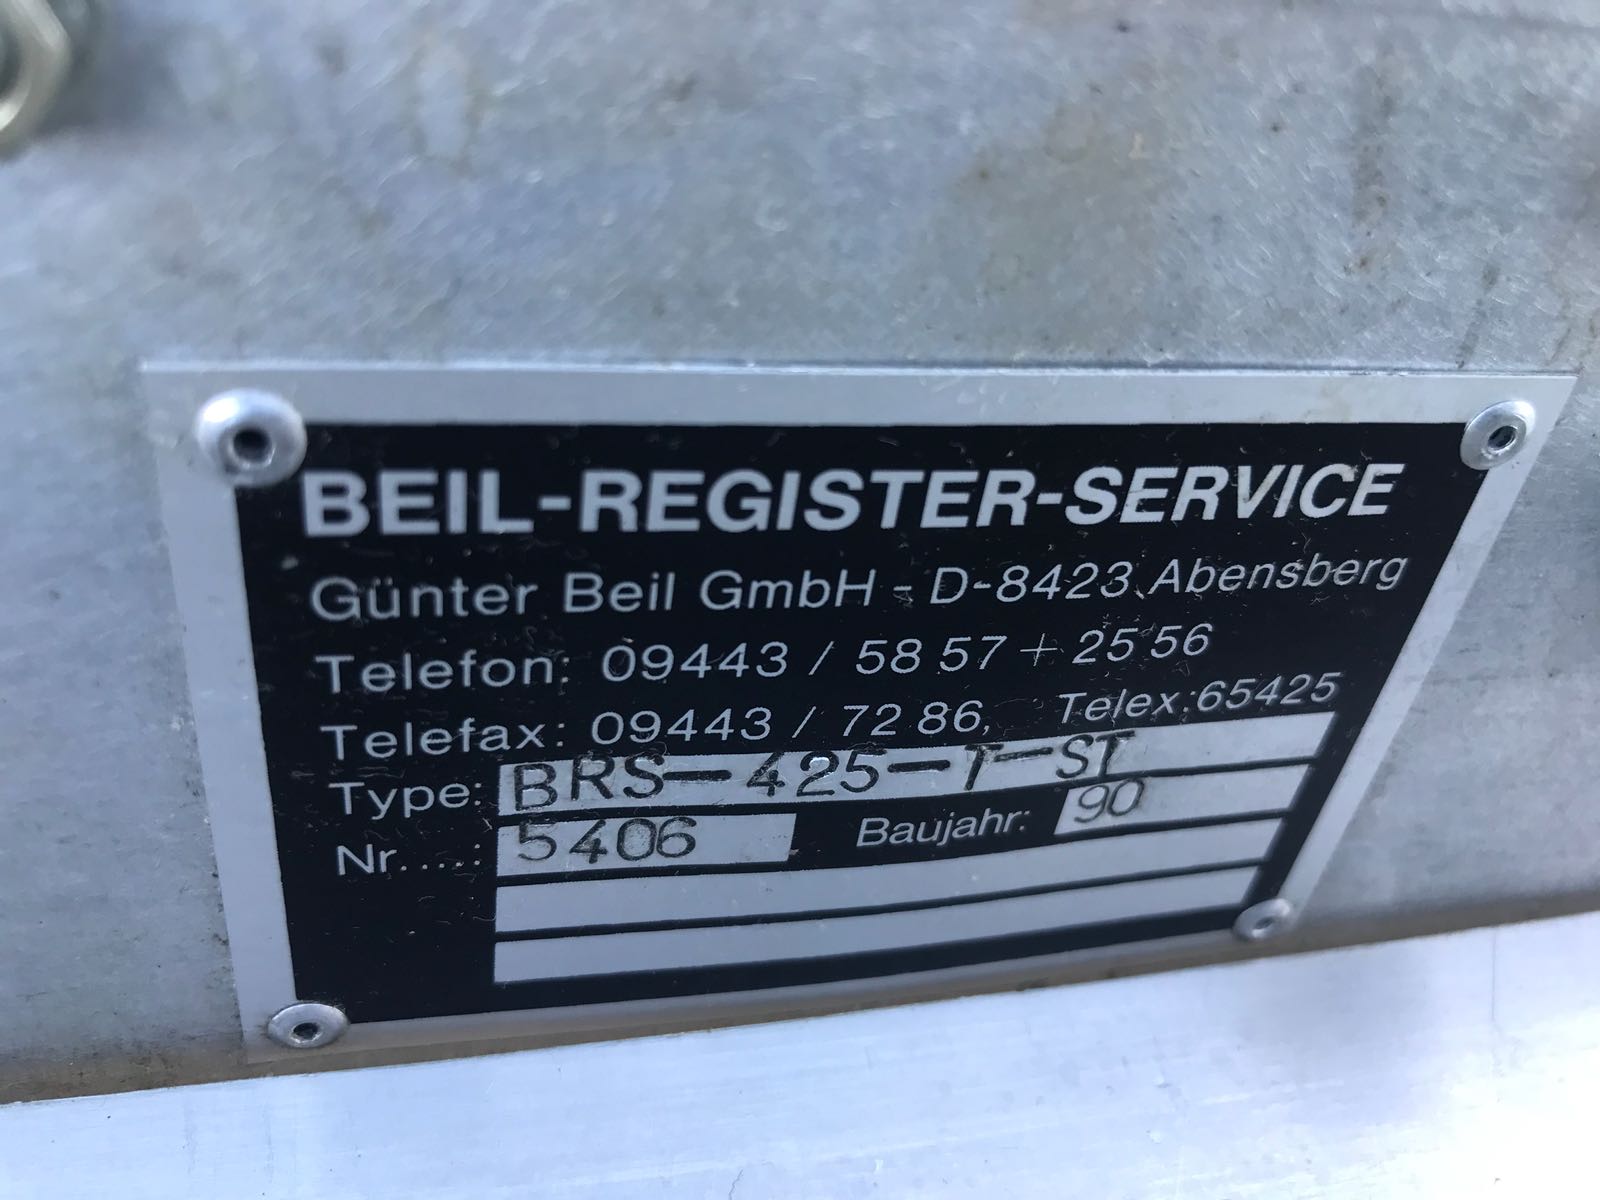 BEIL-REGISTER-SERVICE
Günter Beil GmbH - D-8423 Abensberg
Telefon: 09443 / 58 57 + 25 56
Telefax: 09443 / 72 86, Telex: 65425
Type: BRS-425-T-ST
Nr....: 5406 Baujahr: 90